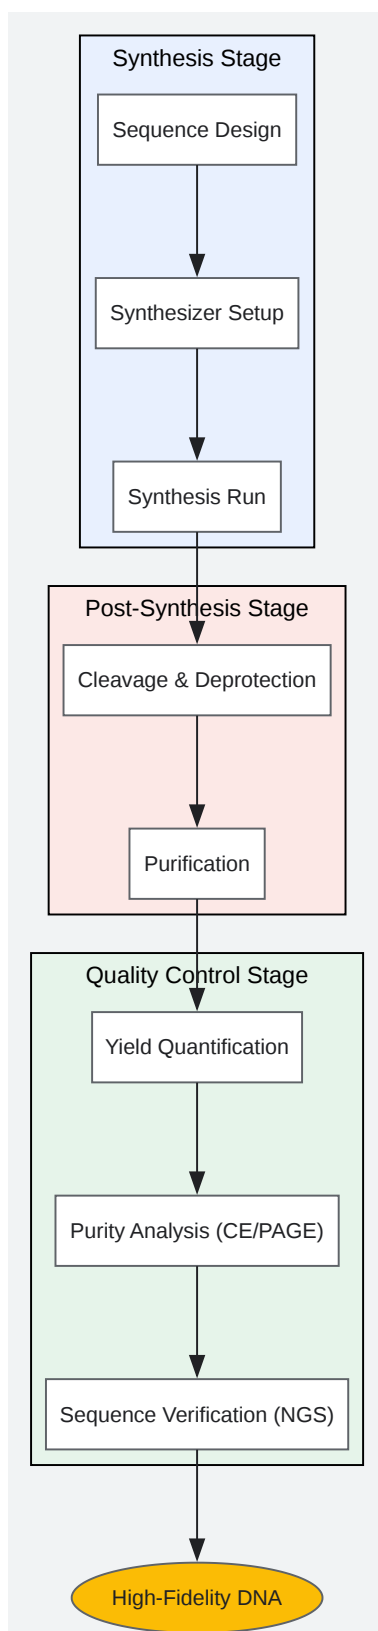 Synthesis Stage
Sequence Design
Synthesizer Setup
Synthesis Run
Post-Synthesis Stage
Cleavage & Deprotection
Purification
Quality Control Stage
Yield Quantification
Purity Analysis (CE/PAGE)
Sequence Verification (NGS)
High-Fidelity DNA